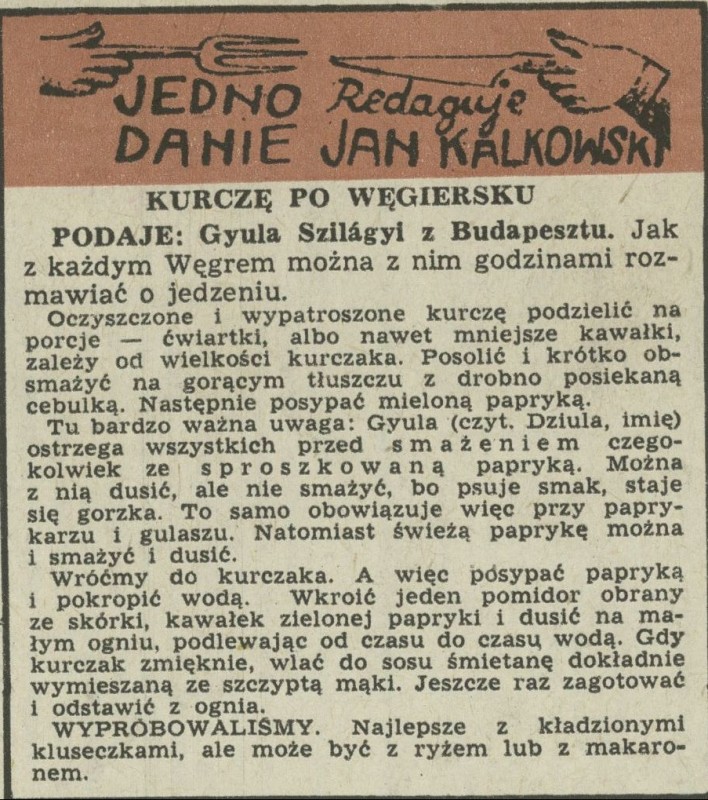 JEDNO Redaguje
DANIE JAN KALKOWSKI
KURCZĘ PO WĘGIERSKU
PODAJE: Gyula Szilágyi z Budapesztu. Jak
z każdym Węgrem można z nim godzinami roz-
mawiać o jedzeniu.
Oczyszczone i wypatroszone kurczę podzielić na
porcje — ćwiartki, albo nawet mniejsze kawałki,
zależy od wielkości kurczaka. Posolić i krótko ob-
smażyć na gorącym tłuszczu z drobno posiekaną
cebulką. Następnie posypać mieloną papryką.
Tu bardzo ważna uwaga: Gyula (czyt. Dziula, imię)
ostrzega wszystkich przed smażeniem czego-
kolwiek ze sproszkowaną papryką. Można
z nią dusić, ale nie smażyć, bo psuje smak, staje
się gorzka. To samo obowiązuje więc przy papry-
karzu i gulaszu. Natomiast świeżą paprykę można
i smażyć i dusić.
Wróćmy do kurczaka. A więc posypać papryką
i pokropić wodą. Wkroić jeden pomidor obrany
ze skórki, kawałek zielonej papryki i dusić na ma-
łym ogniu, podlewając od czasu do czasu wodą. Gdy
kurczak zmięknie, wlać do sosu śmietanę dokładnie
wymieszaną ze szczyptą mąki. Jeszcze raz zagotować
i odstawić z ognia.
WYPRÓBOWALIŚMY. Najlepsze z kładzionymi
kluseczkami, ale może być z ryżem lub z makaro-
nem.